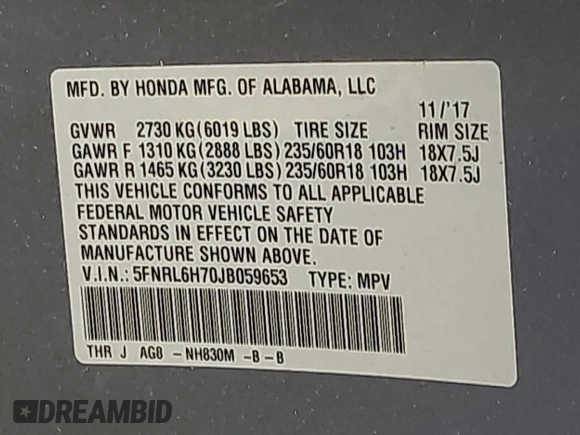 MFD. BY HONDA MFG. OF ALABAMA, LLC
11/'17
GVWR 2730 KG (6019 LBS) TIRE SIZE RIM SIZE
GAWR F 1310 KG (2888 LBS) 235/60R18 103H 18X7.5J
GAWR R 1465 KG (3230 LBS) 235/60R18 103H 18X7.5J
THIS VEHICLE CONFORMS TO ALL APPLICABLE
FEDERAL MOTOR VEHICLE SAFETY
STANDARDS IN EFFECT ON THE DATE OF
MANUFACTURE SHOWN ABOVE.
V.I.N.: 5FNRL6H70JB059653 TYPE: MPV
THR J AG8 -NH830M -B-B
DREAMBID